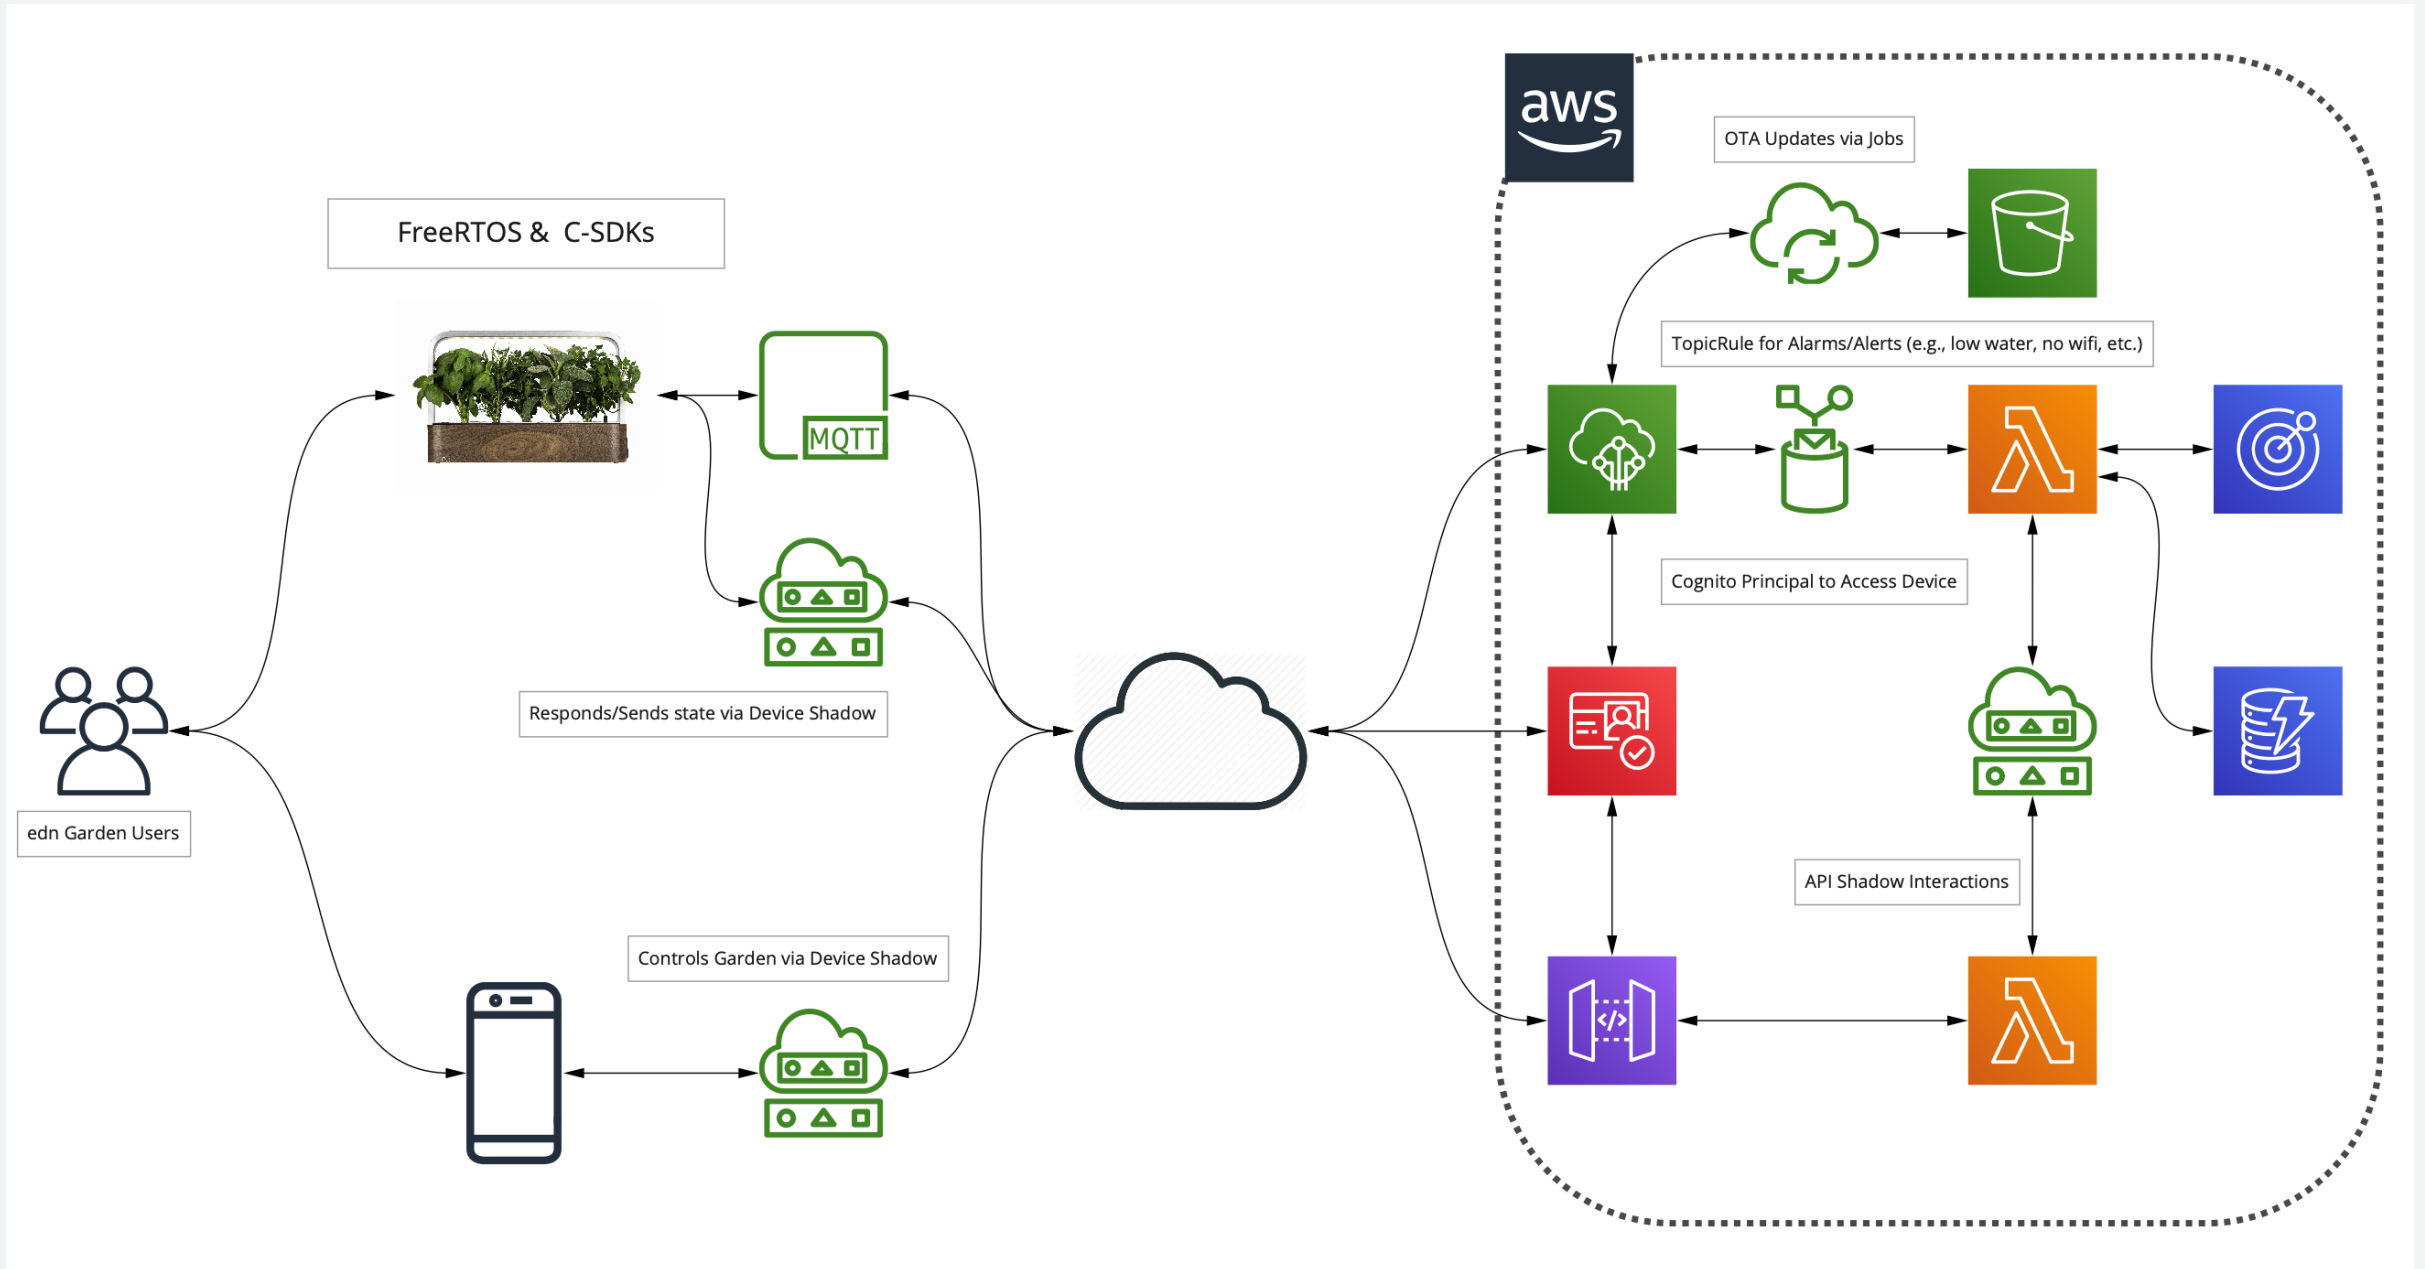 aws
OTA Updates via Jobs
FreeRTOS & C-SDKs
TopicRule for Alarms/Alerts (e.g., low water, no wifi, etc.)
MQTT
Cognito Principal to Access Device
Responds/Sends state via Device Shadow
edn Garden Users
API Shadow Interactions
Controls Garden via Device Shadow
</>